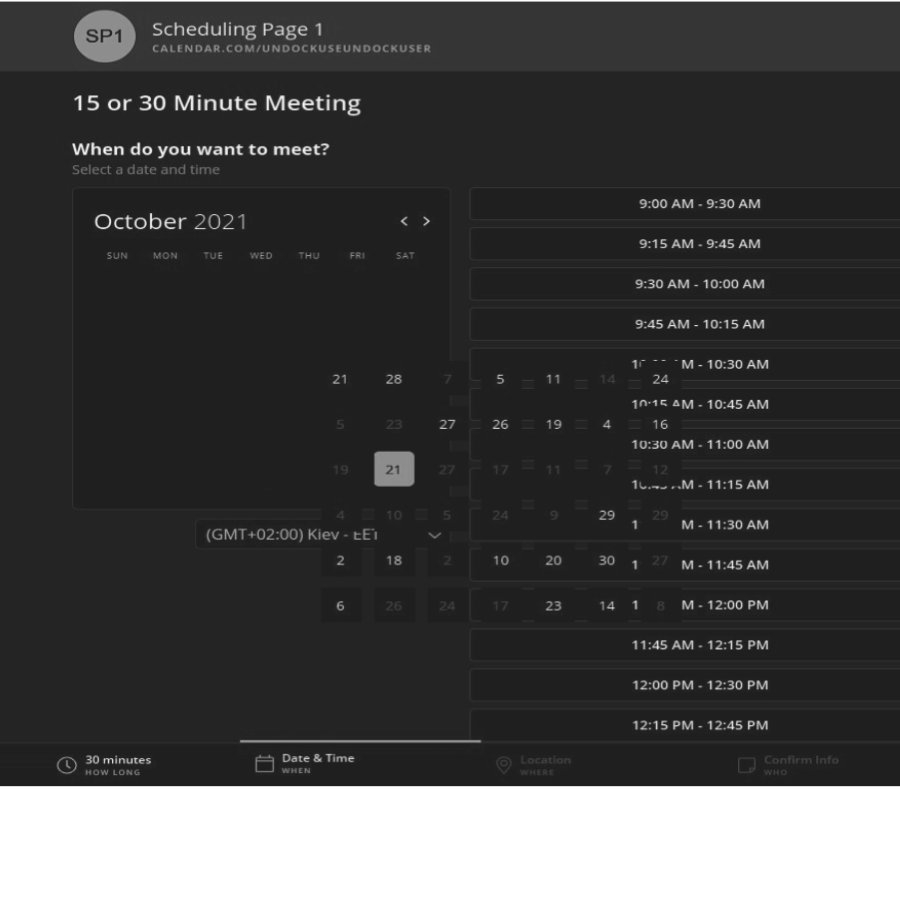 SP1
Scheduling Page 1
CALENDAR.COM/UNDOCKUSEUNDOCKUSER
15 or 30 Minute Meeting
When do you want to meet?
Select a date and time
October 2021 < >
SUN MON TUE WED THU FRI SAT
21 28 7 5 11 14 24
5 23 27 26 19 4 16
19 21 27 17 11 7 12
4 10 5 24 9 29 29
2 18 2 10 20 30 27
6 26 24 17 23 14 8
(GMT+02:00) Kiev - EET
9:00 AM - 9:30 AM
9:15 AM - 9:45 AM
9:30 AM - 10:00 AM
9:45 AM - 10:15 AM
M - 10:30 AM
10:15 AM - 10:45 AM
10:30 AM - 11:00 AM
M - 11:15 AM
1 M - 11:30 AM
1 M - 11:45 AM
1 M - 12:00 PM
11:45 AM - 12:15 PM
12:00 PM - 12:30 PM
12:15 PM - 12:45 PM
30 minutes
HOW LONG
Date & Time
WHEN
Location
WHERE
Confirm Info
WHO